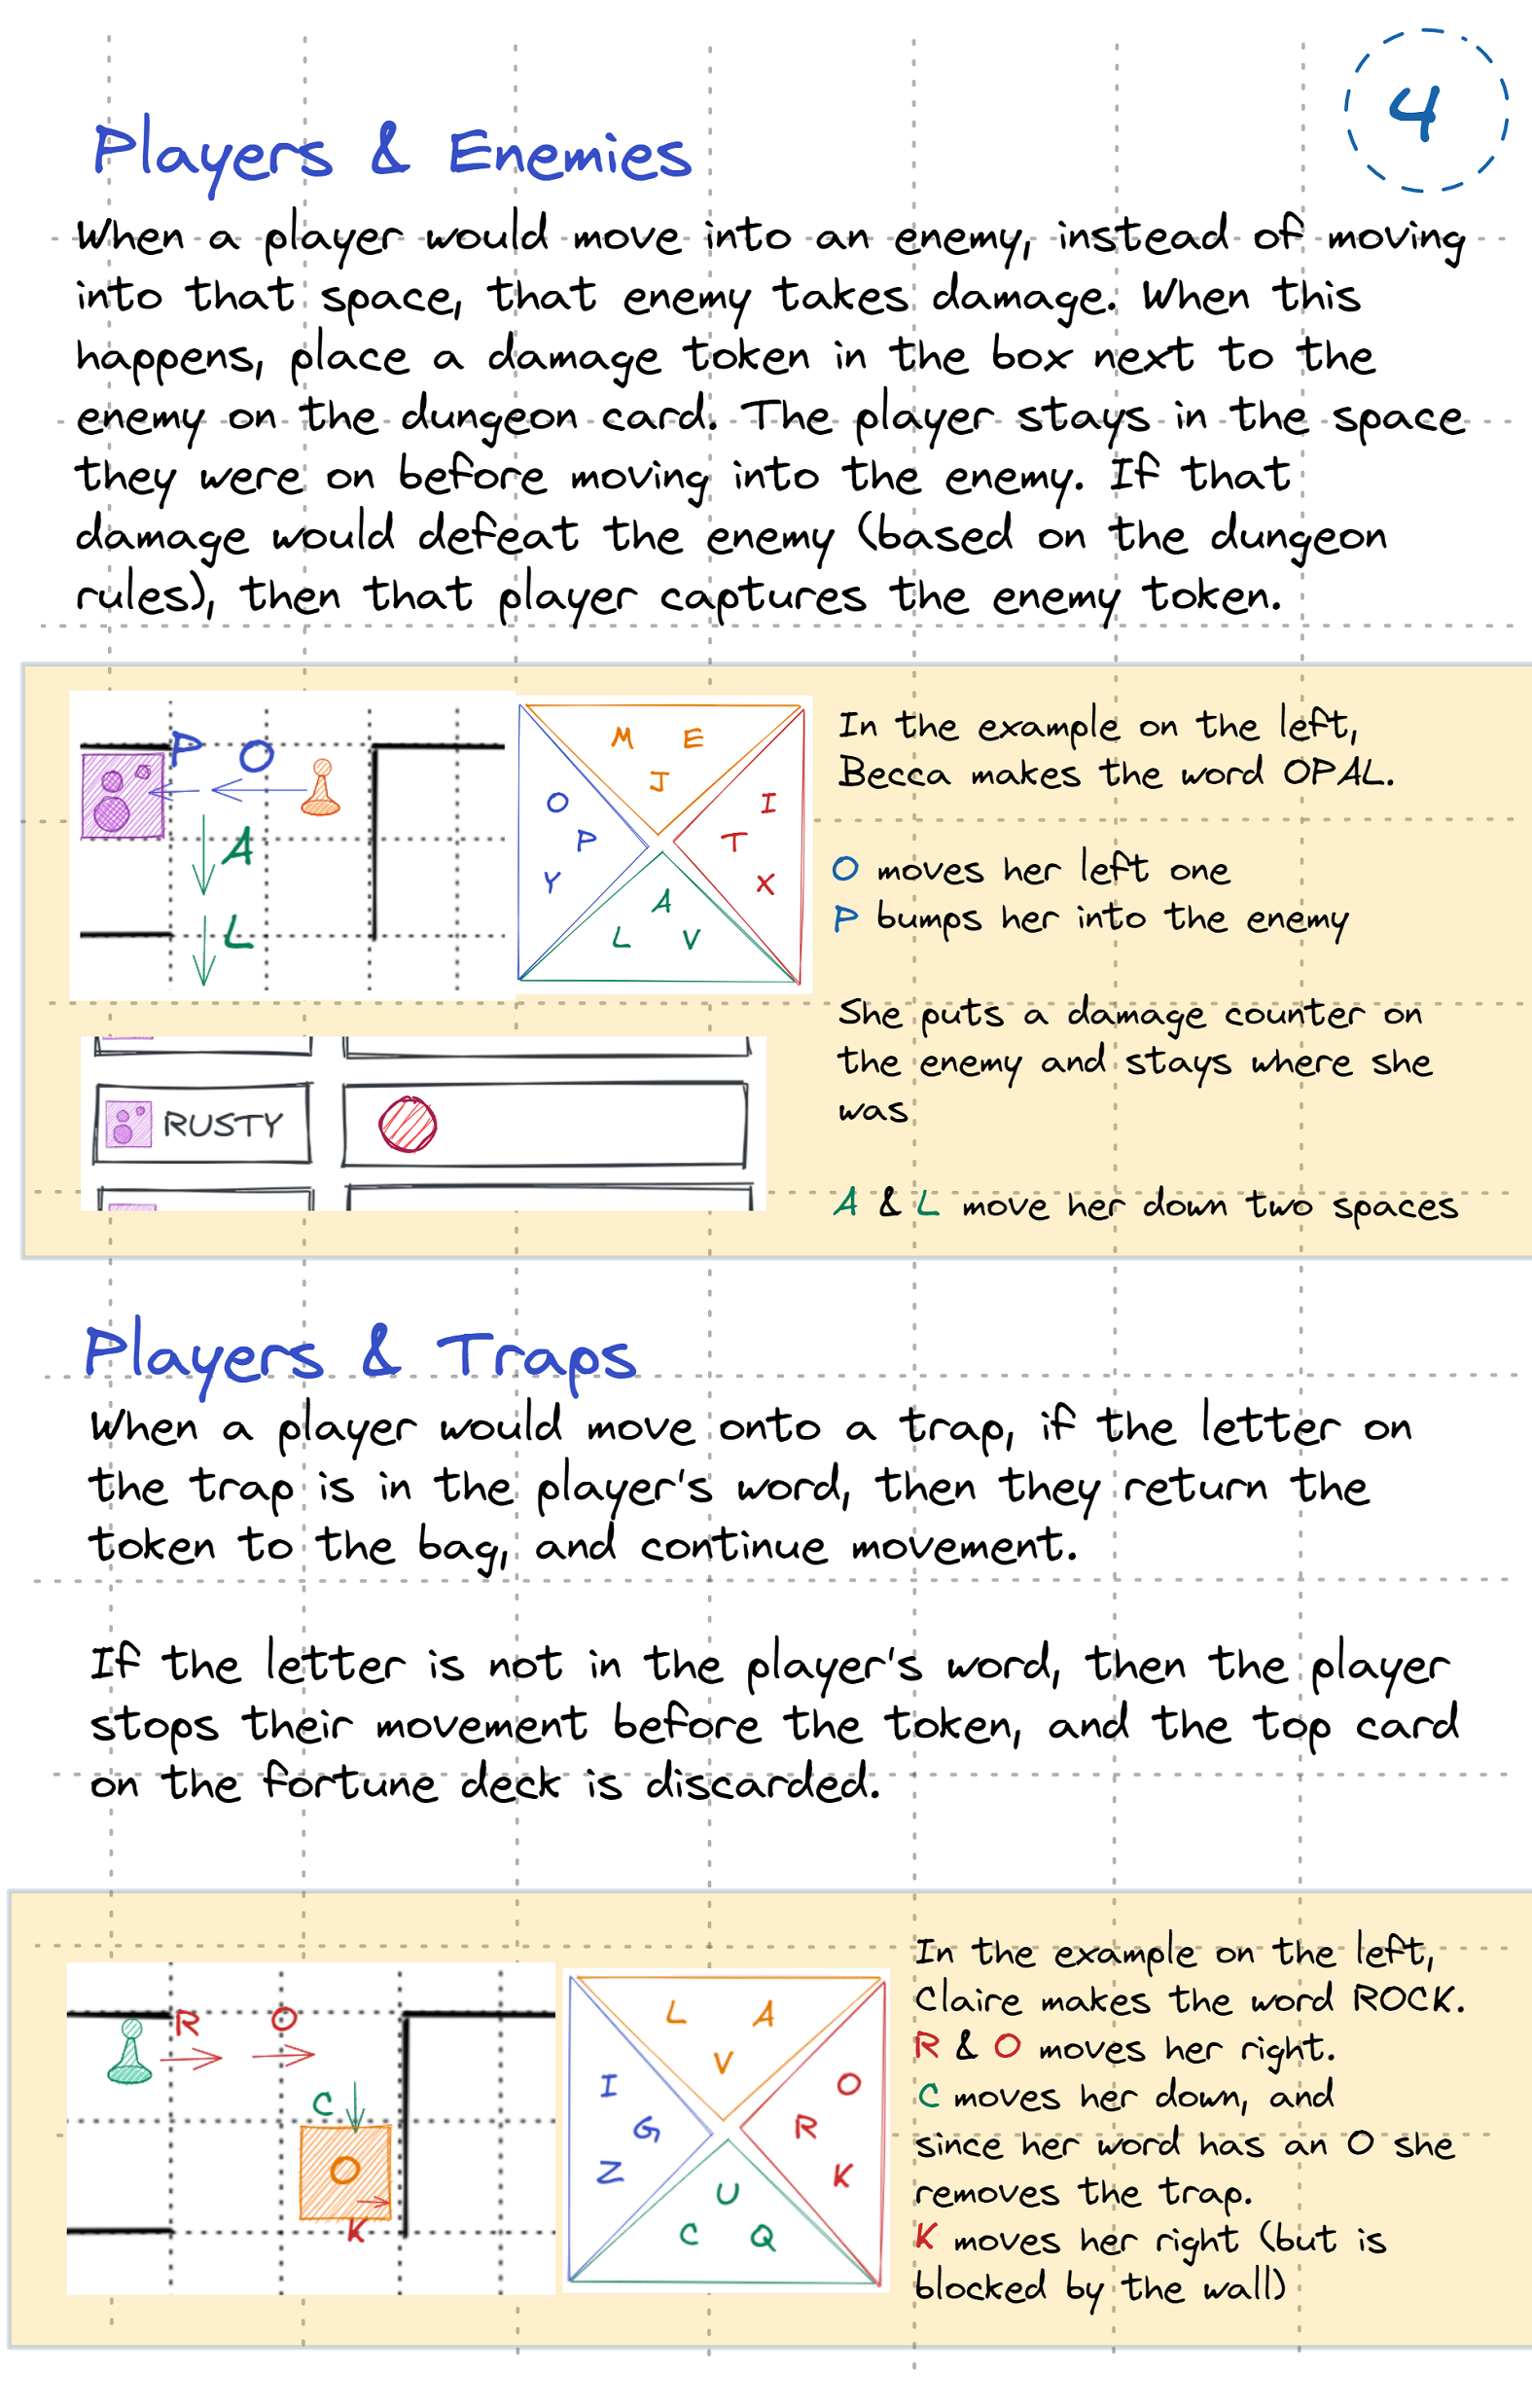 4
Players & Enemies
When a player would move into an enemy, instead of moving
into that space, that enemy takes damage. When this
happens, place a damage token in the box next to the
enemy on the dungeon card. The player stays in the space
they were on before moving into the enemy. If that
damage would defeat the enemy (based on the dungeon
rules), then that player captures the enemy token.
P O
A
L
M E
J
O
P
Y
I
T
X
A
L V
RUSTY
In the example on the left,
Becca makes the word OPAL.
O moves her left one
P bumps her into the enemy
She puts a damage counter on
the enemy and stays where she
was
A & L move her down two spaces
Players & Traps
When a player would move onto a trap, if the letter on
the trap is in the player's word, then they return the
token to the bag, and continue movement.
If the letter is not in the player's word, then the player
stops their movement before the token, and the top card
on the fortune deck is discarded.
R O
C
O
K
L A
V
I
G
Z
O
R
K
U
C Q
In the example on the left,
Claire makes the word ROCK.
R & O moves her right.
C moves her down, and
since her word has an O she
removes the trap.
K moves her right (but is
blocked by the wall)